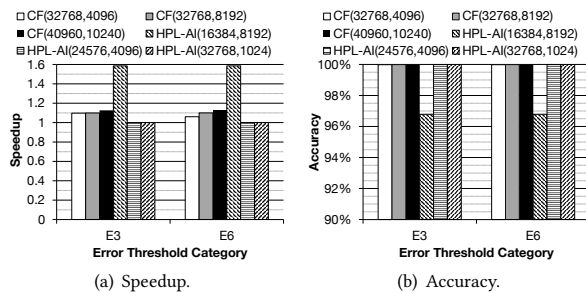 CF(32768,4096) CF(32768,8192)
CF(40960,10240) HPL-AI(16384,8192)
HPL-AI(24576,4096) HPL-AI(32768,1024)
1.6
1.4
1.2
1
0.8
0.6
0.4
0.2
0
Speedup
E3 E6
Error Threshold Category
(a) Speedup.
CF(32768,4096) CF(32768,8192)
CF(40960,10240) HPL-AI(16384,8192)
HPL-AI(24576,4096) HPL-AI(32768,1024)
100%
98%
96%
94%
92%
90%
Accuracy
E3 E6
Error Threshold Category
(b) Accuracy.